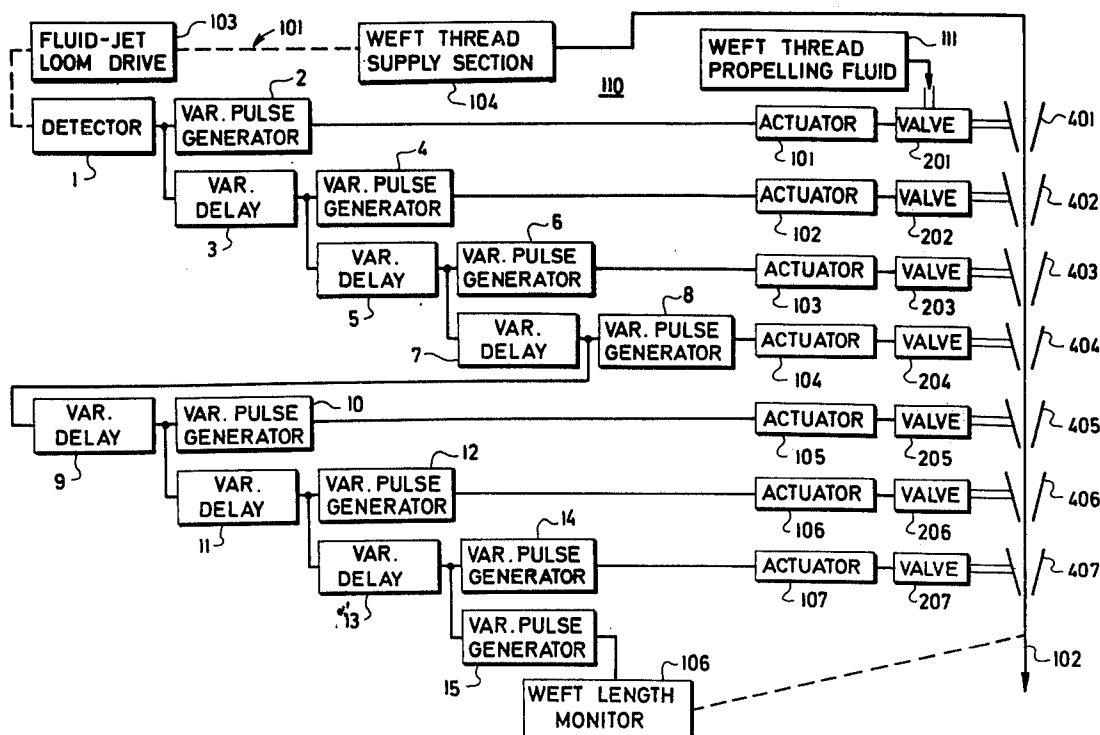 FLUID-JET
LOOM DRIVE
103
101
WEFT THREAD
SUPPLY SECTION
104
110
WEFT THREAD
PROPELLING FLUID
111
DETECTOR
1
2
VAR. PULSE
GENERATOR
ACTUATOR
101
VALVE
201
401
VAR.
DELAY
3
4
VAR. PULSE
GENERATOR
ACTUATOR
102
VALVE
202
402
VAR.
DELAY
5
6
VAR. PULSE
GENERATOR
ACTUATOR
103
VALVE
203
403
VAR.
DELAY
7
8
VAR. PULSE
GENERATOR
ACTUATOR
104
VALVE
204
404
VAR.
DELAY
9
10
VAR. PULSE
GENERATOR
ACTUATOR
105
VALVE
205
405
VAR.
DELAY
11
12
VAR. PULSE
GENERATOR
ACTUATOR
106
VALVE
206
406
VAR.
DELAY
13
14
VAR. PULSE
GENERATOR
ACTUATOR
107
VALVE
207
407
VAR. PULSE
GENERATOR
15
106
WEFT LENGTH
MONITOR
102